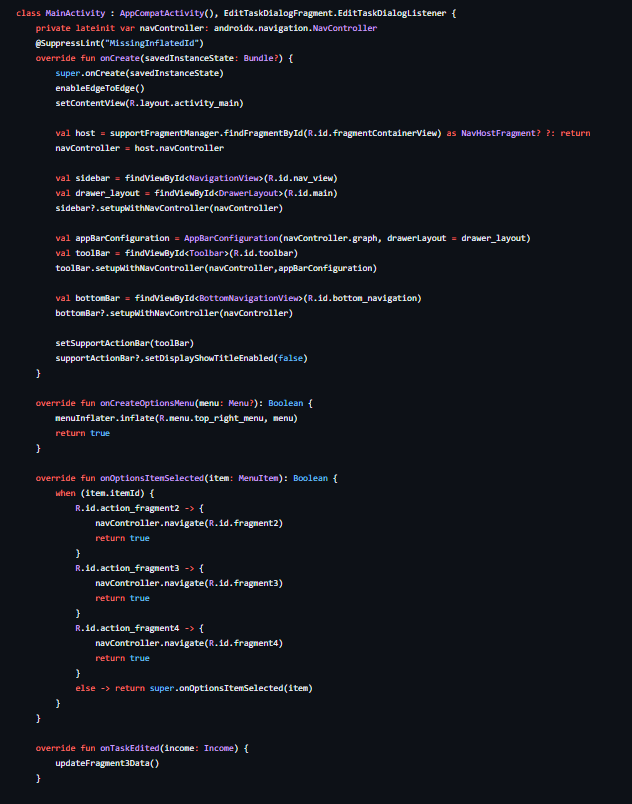 class MainActivity : AppCompatActivity(), EditTaskDialogFragment.EditTaskDialogListener {
    private lateinit var navController: androidx.navigation.NavController
    @SuppressLint("MissingInflatedId")
    override fun onCreate(savedInstanceState: Bundle?) {
        super.onCreate(savedInstanceState)
        enableEdgeToEdge()
        setContentView(R.layout.activity_main)

        val host = supportFragmentManager.findFragmentById(R.id.fragmentContainerView) as NavHostFragment? ?: return
        navController = host.navController

        val sidebar = findViewById<NavigationView>(R.id.nav_view)
        val drawer_layout = findViewById<DrawerLayout>(R.id.main)
        sidebar?.setupWithNavController(navController)

        val appBarConfiguration = AppBarConfiguration(navController.graph, drawerLayout = drawer_layout)
        val toolBar = findViewById<Toolbar>(R.id.toolbar)
        toolBar.setupWithNavController(navController,appBarConfiguration)

        val bottomBar = findViewById<BottomNavigationView>(R.id.bottom_navigation)
        bottomBar?.setupWithNavController(navController)

        setSupportActionBar(toolBar)
        supportActionBar?.setDisplayShowTitleEnabled(false)
    }

    override fun onCreateOptionsMenu(menu: Menu?): Boolean {
        menuInflater.inflate(R.menu.top_right_menu, menu)
        return true
    }

    override fun onOptionsItemSelected(item: MenuItem): Boolean {
        when (item.itemId) {
            R.id.action_fragment2 -> {
                navController.navigate(R.id.fragment2)
                return true
            }
            R.id.action_fragment3 -> {
                navController.navigate(R.id.fragment3)
                return true
            }
            R.id.action_fragment4 -> {
                navController.navigate(R.id.fragment4)
                return true
            }
            else -> return super.onOptionsItemSelected(item)
        }
    }

    override fun onTaskEdited(income: Income) {
        updateFragment3Data()
    }